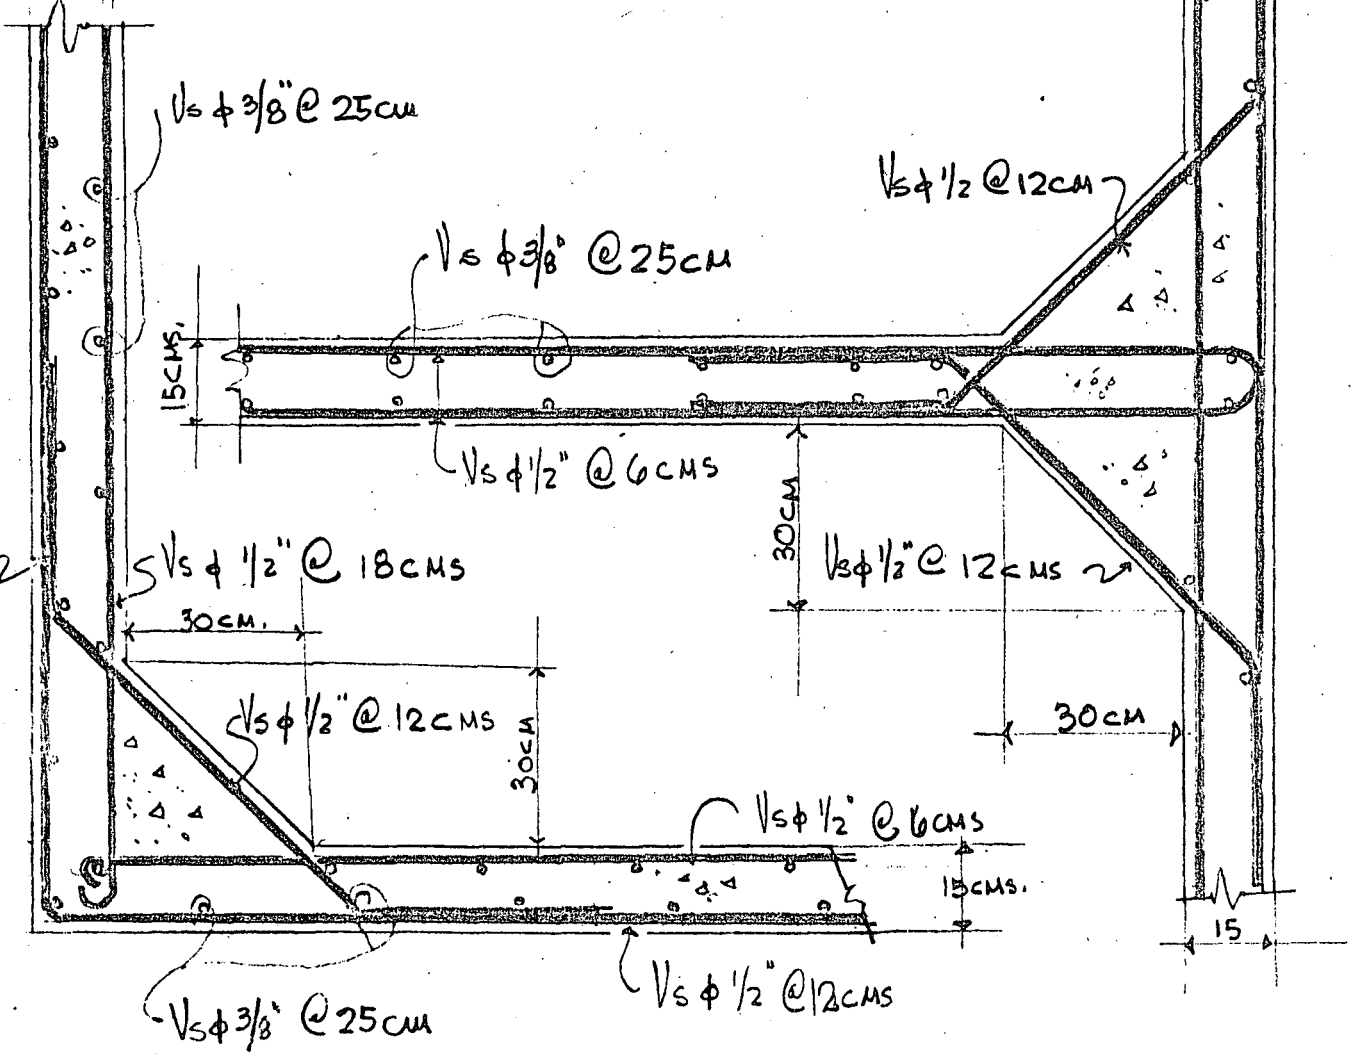 Vs ϕ 3/8" @ 25cm
Vs ϕ 1/2 @ 12cm
Vs ϕ 3/8" @ 25cm
15cms.
Vs ϕ 1/2" @ 6cms
30cm
Vs ϕ 1/2" @ 18cms
Vs ϕ 1/2" @ 12cms
2
30cm.
Vs ϕ 1/2" @ 12cms
30cm
30cm
Vs ϕ 1/2" @ 6cms
15cms.
15
Vs ϕ 1/2" @ 12cms
Vs ϕ 3/8" @ 25cm